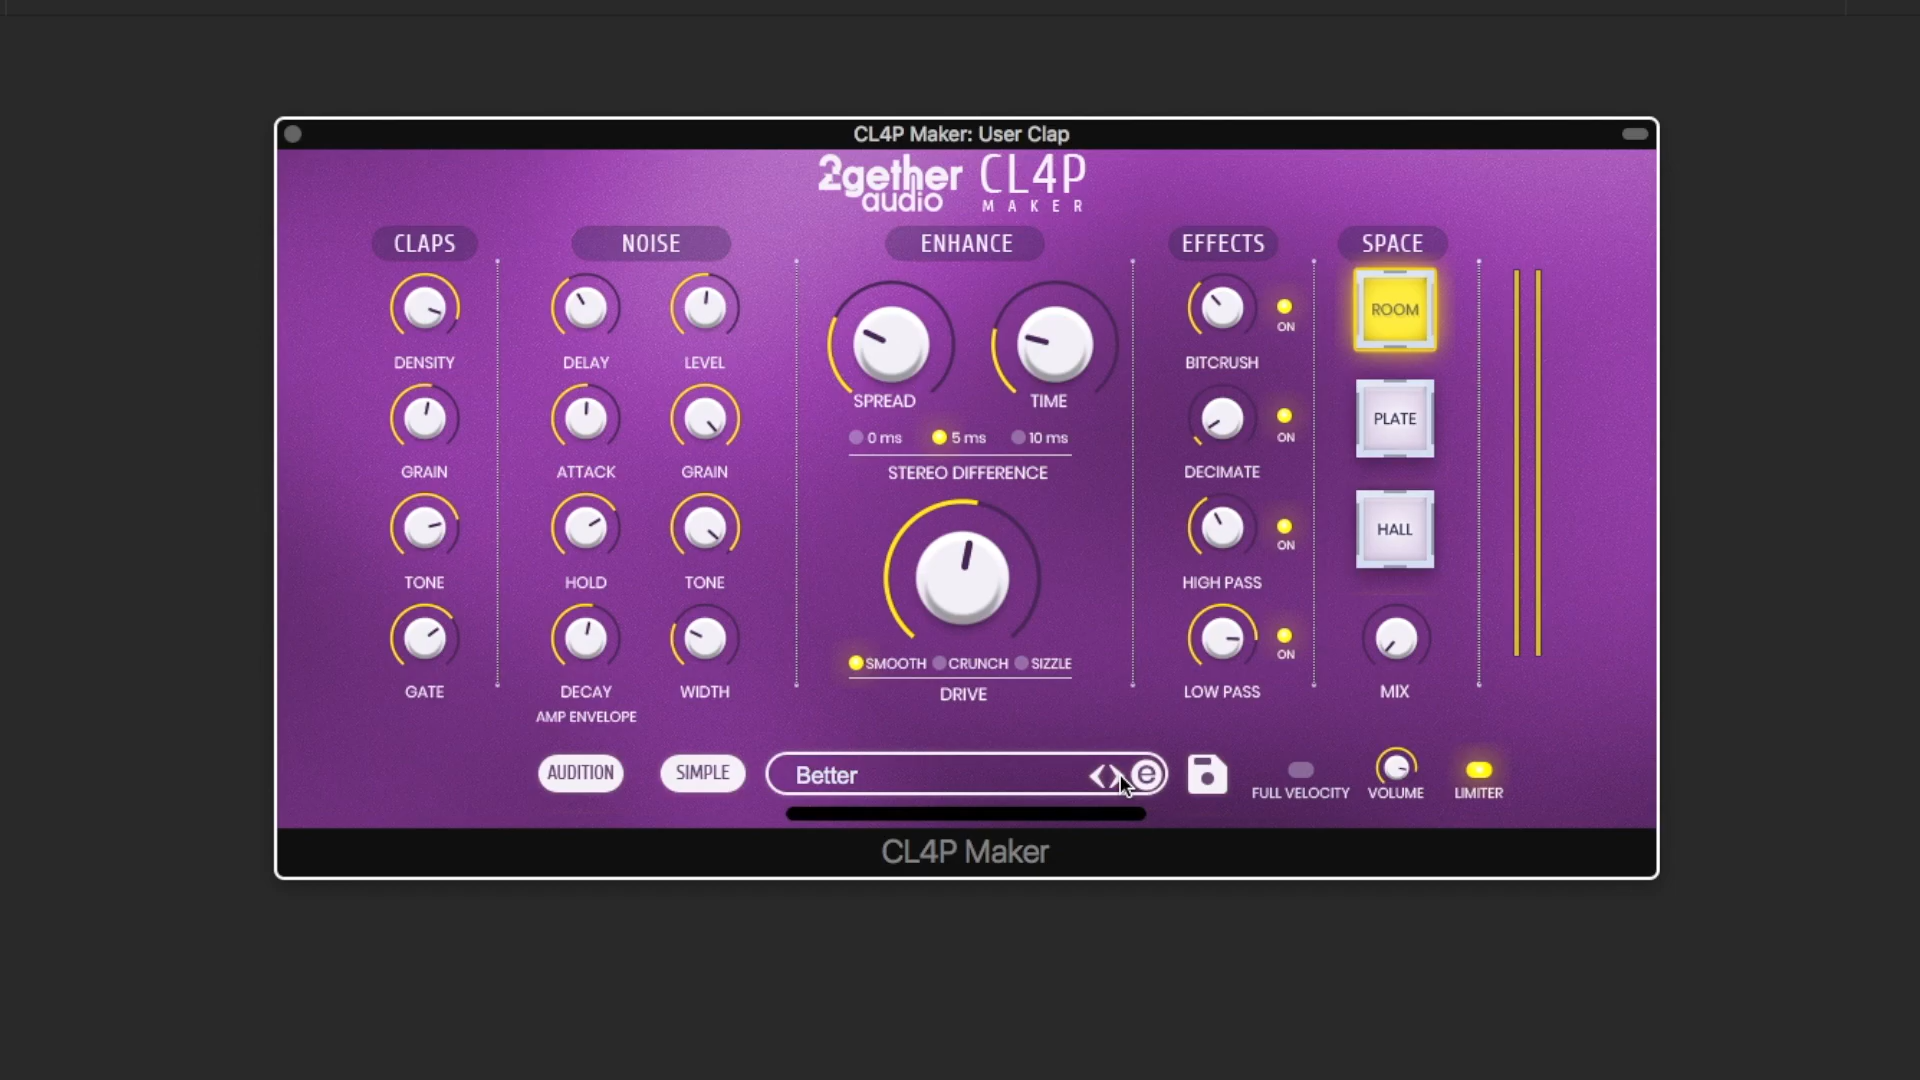 CL4P Maker: User Clap
2gether audio CL4P MAKER
CLAPS NOISE ENHANCE EFFECTS SPACE
DENSITY DELAY LEVEL SPREAD TIME BITCRUSH ON ROOM
0 ms 5 ms 10 ms
GRAIN ATTACK GRAIN STEREO DIFFERENCE DECIMATE ON PLATE
TONE HOLD TONE HIGH PASS ON HALL
SMOOTH CRUNCH SIZZLE
GATE DECAY WIDTH DRIVE LOW PASS ON MIX
AMP ENVELOPE
AUDITION SIMPLE Better e FULL VELOCITY VOLUME LIMITER
CL4P Maker